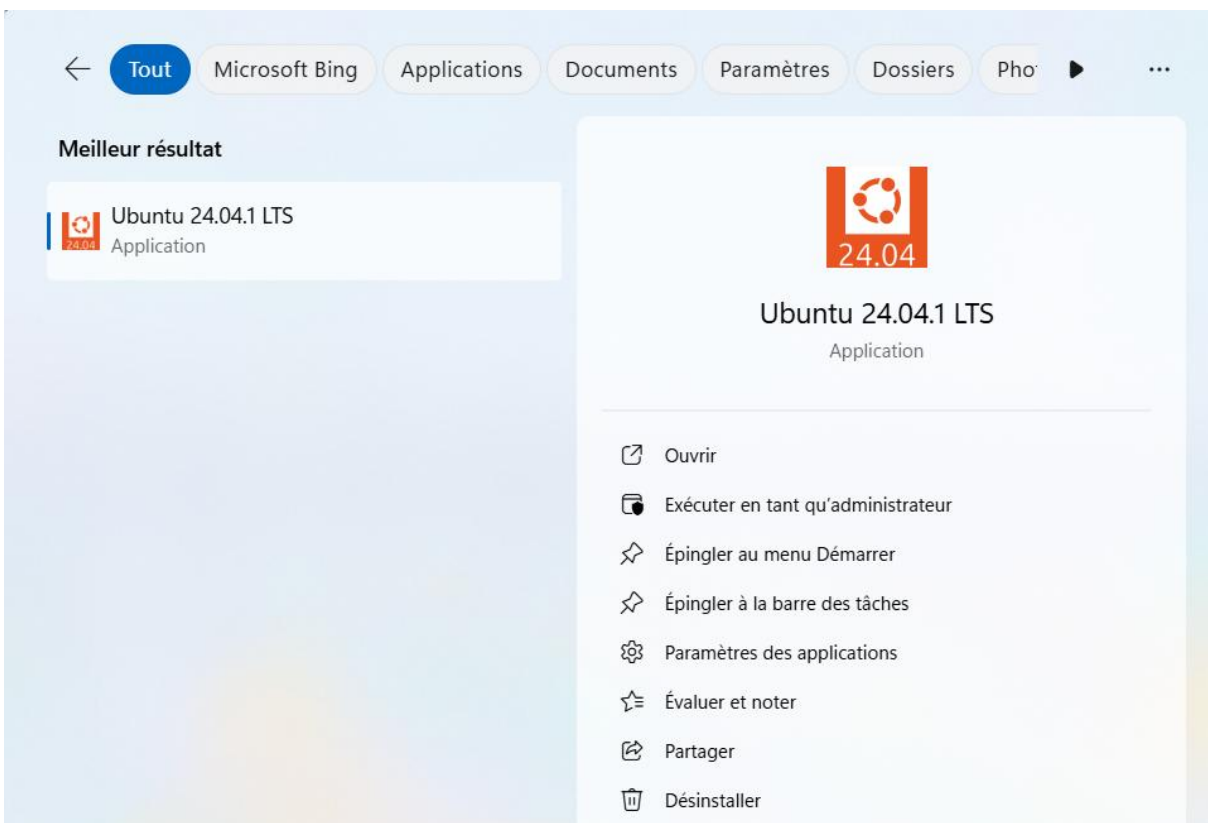 Tout Microsoft Bing Applications Documents Paramètres Dossiers Pho
Meilleur résultat
Ubuntu 24.04.1 LTS
Application
24.04
24.04
Ubuntu 24.04.1 LTS
Application
Ouvrir
Exécuter en tant qu'administrateur
Épingler au menu Démarrer
Épingler à la barre des tâches
Paramètres des applications
Évaluer et noter
Partager
Désinstaller